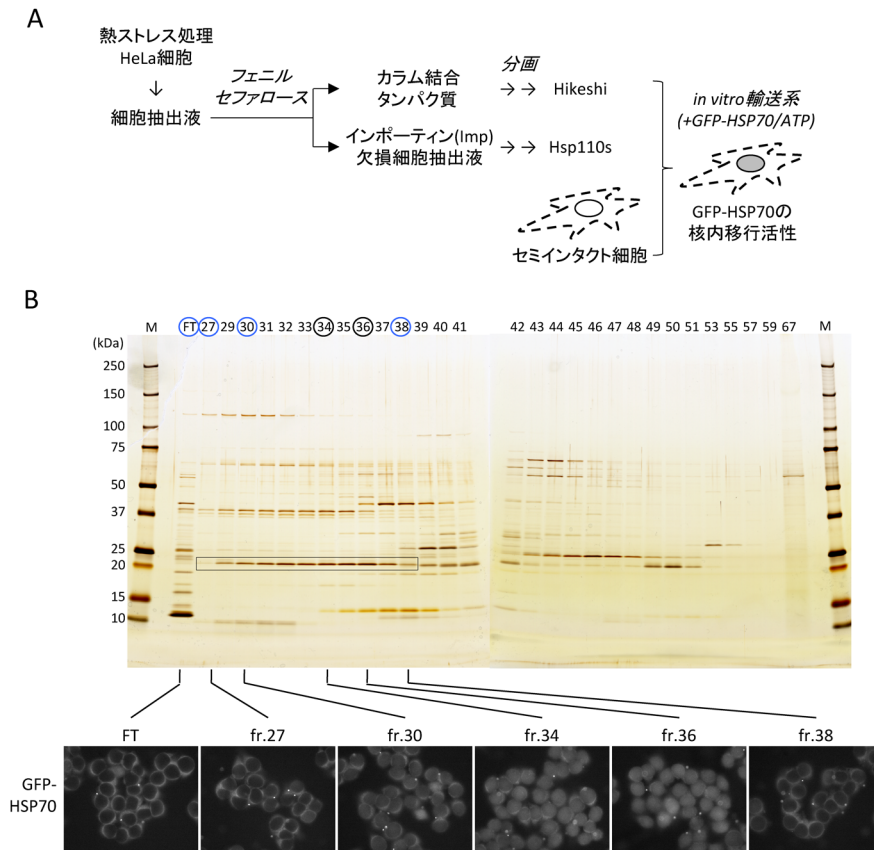 A
熱ストレス処理
HeLa細胞
↓
細胞抽出液
フェニル
セファロース
カラム結合
タンパク質
分画
→ → Hikeshi
インポーティン(Imp)
欠損細胞抽出液
→ → Hsp110s
セミインタクト細胞
in vitro輸送系
(+GFP-HSP70/ATP)
GFP-HSP70の
核内移行活性
B
M FT 27 29 30 31 32 33 34 35 36 37 38 39 40 41 42 43 44 45 46 47 48 49 50 51 53 55 57 59 67 M
(kDa)
250
150
100
75
50
37
25
20
15
10
FT fr.27 fr.30 fr.34 fr.36 fr.38
GFP-
HSP70